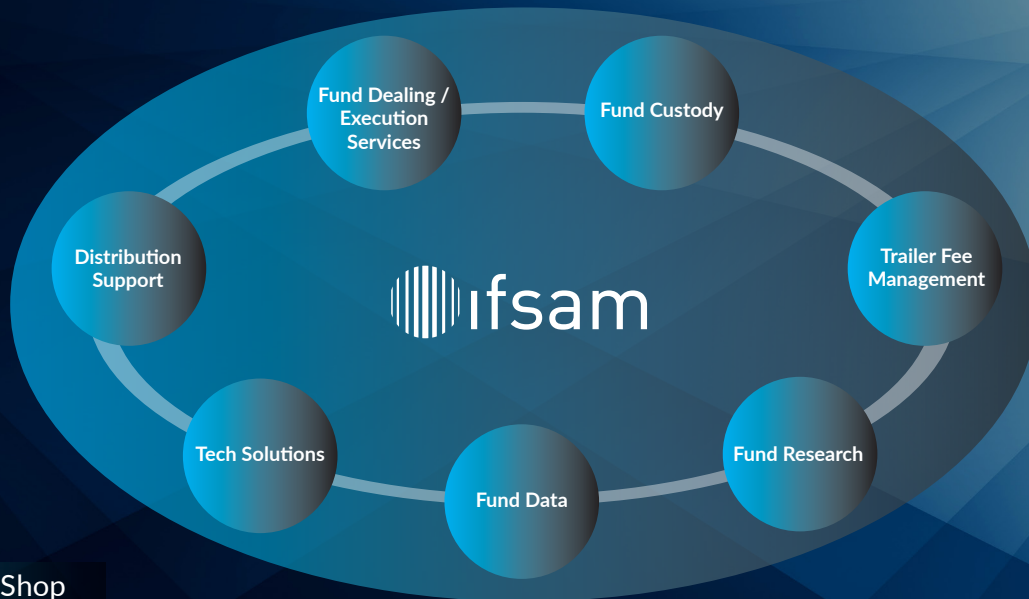 Fund Dealing /
Execution
Services
Fund Custody
Distribution
Support
Trailer Fee
Management
ifsam
Tech Solutions
Fund Research
Fund Data
Shop